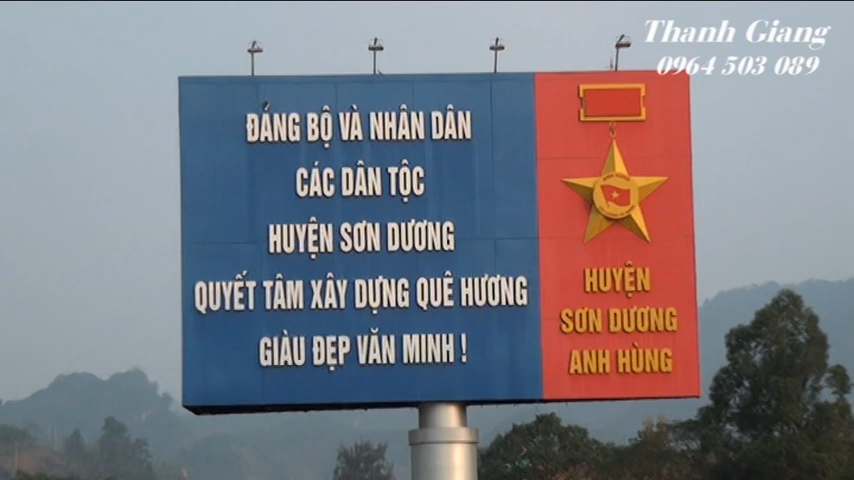 Thanh Giang
0964 503 089
ĐẢNG BỘ VÀ NHÂN DÂN
CÁC DÂN TỘC
HUYỆN SƠN DƯƠNG
QUYẾT TÂM XÂY DỰNG QUÊ HƯƠNG
GIÀU ĐẸP VĂN MINH !
HUYỆN
SƠN DƯƠNG
ANH HÙNG